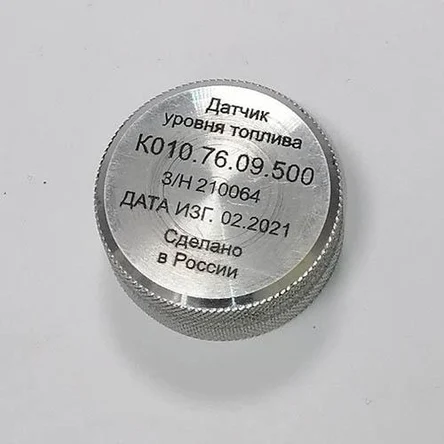 Датчик
уровня топлива
К010.76.09.500
З/Н 210064
ДАТА ИЗГ. 02.2021
Сделано
в России